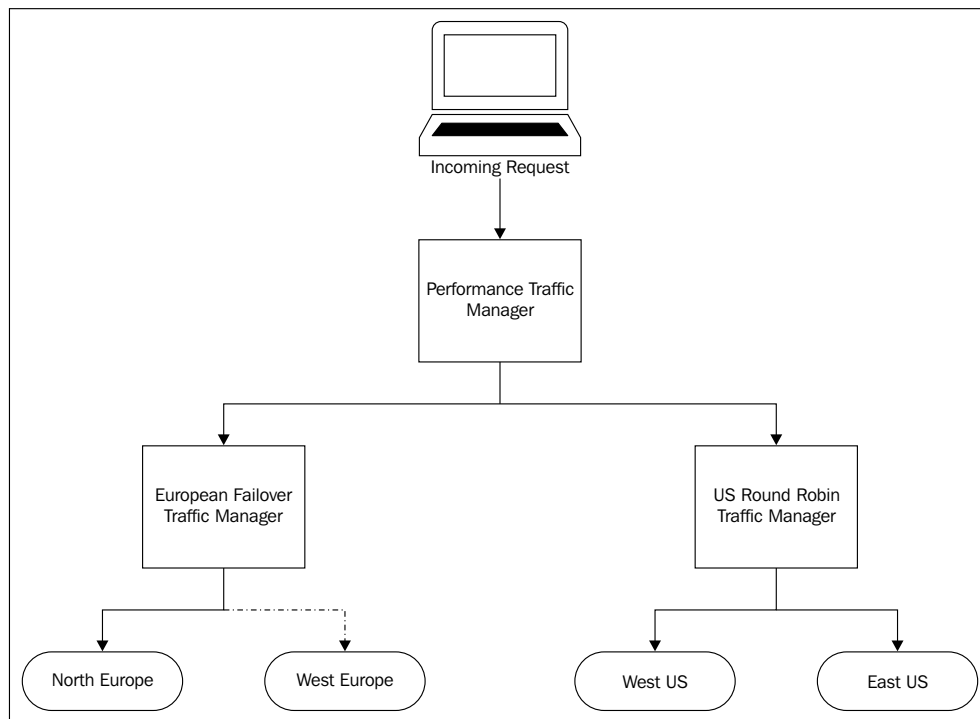 Incoming Request
Performance Traffic
Manager
European Failover
Traffic Manager
US Round Robin
Traffic Manager
North Europe
West Europe
West US
East US